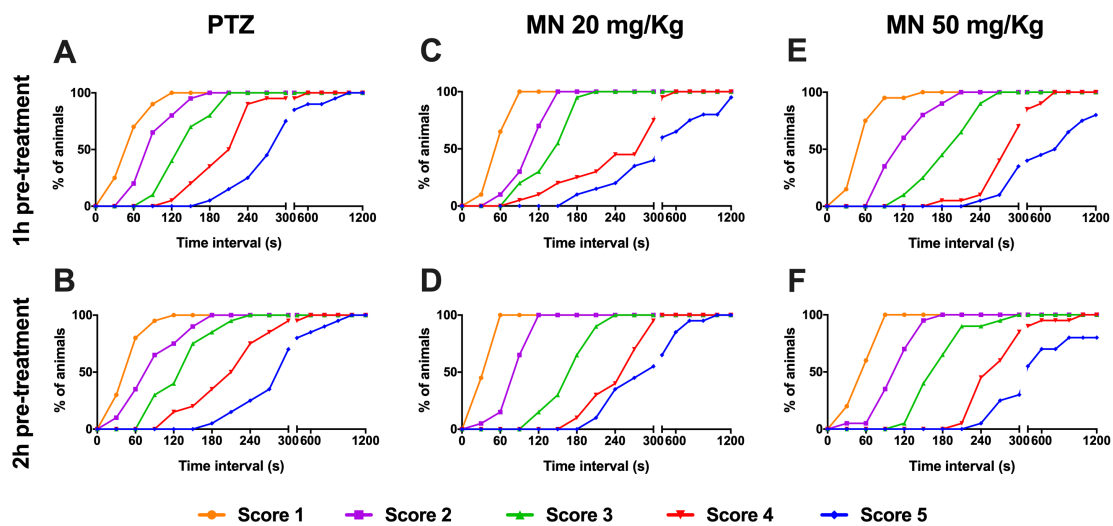 PTZ MN 20 mg/Kg MN 50 mg/Kg
1h pre-treatment
A
100
50
0
% of animals
0 60 120 180 240 300 600 1200
Time interval (s)
C
100
50
0
% of animals
0 60 120 180 240 300 600 1200
Time interval (s)
E
100
50
0
% of animals
0 60 120 180 240 300 600 1200
Time interval (s)
2h pre-treatment
B
100
50
0
% of animals
0 60 120 180 240 300 600 1200
Time interval (s)
D
100
50
0
% of animals
0 60 120 180 240 300 600 1200
Time interval (s)
F
100
50
0
% of animals
0 60 120 180 240 300 600 1200
Time interval (s)
Score 1 Score 2 Score 3 Score 4 Score 5